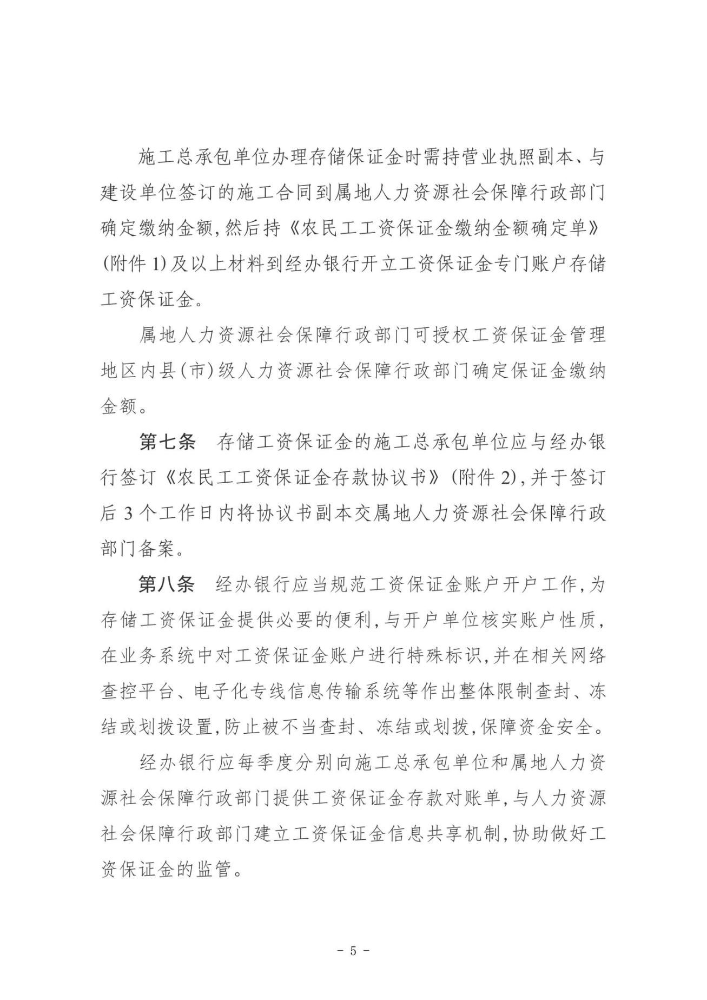 施工总承包单位办理存储保证金时需持营业执照副本、与
建设单位签订的施工合同到属地人力资源社会保障行政部门
确定缴纳金额,然后持《农民工工资保证金缴纳金额确定单》
(附件1)及以上材料到经办银行开立工资保证金专门账户存储
工资保证金。
属地人力资源社会保障行政部门可授权工资保证金管理
地区内县(市)级人力资源社会保障行政部门确定保证金缴纳
金额。
第七条 存储工资保证金的施工总承包单位应与经办银
行签订《农民工工资保证金存款协议书》(附件2),并于签订
后3个工作日内将协议书副本交属地人力资源社会保障行政
部门备案。
第八条 经办银行应当规范工资保证金账户开户工作,为
存储工资保证金提供必要的便利,与开户单位核实账户性质,
在业务系统中对工资保证金账户进行特殊标识,并在相关网络
查控平台、电子化专线信息传输系统等作出整体限制查封、冻
结或划拨设置,防止被不当查封、冻结或划拨,保障资金安全。
经办银行应每季度分别向施工总承包单位和属地人力资
源社会保障行政部门提供工资保证金存款对账单,与人力资源
社会保障行政部门建立工资保证金信息共享机制,协助做好工
资保证金的监管。
- 5 -